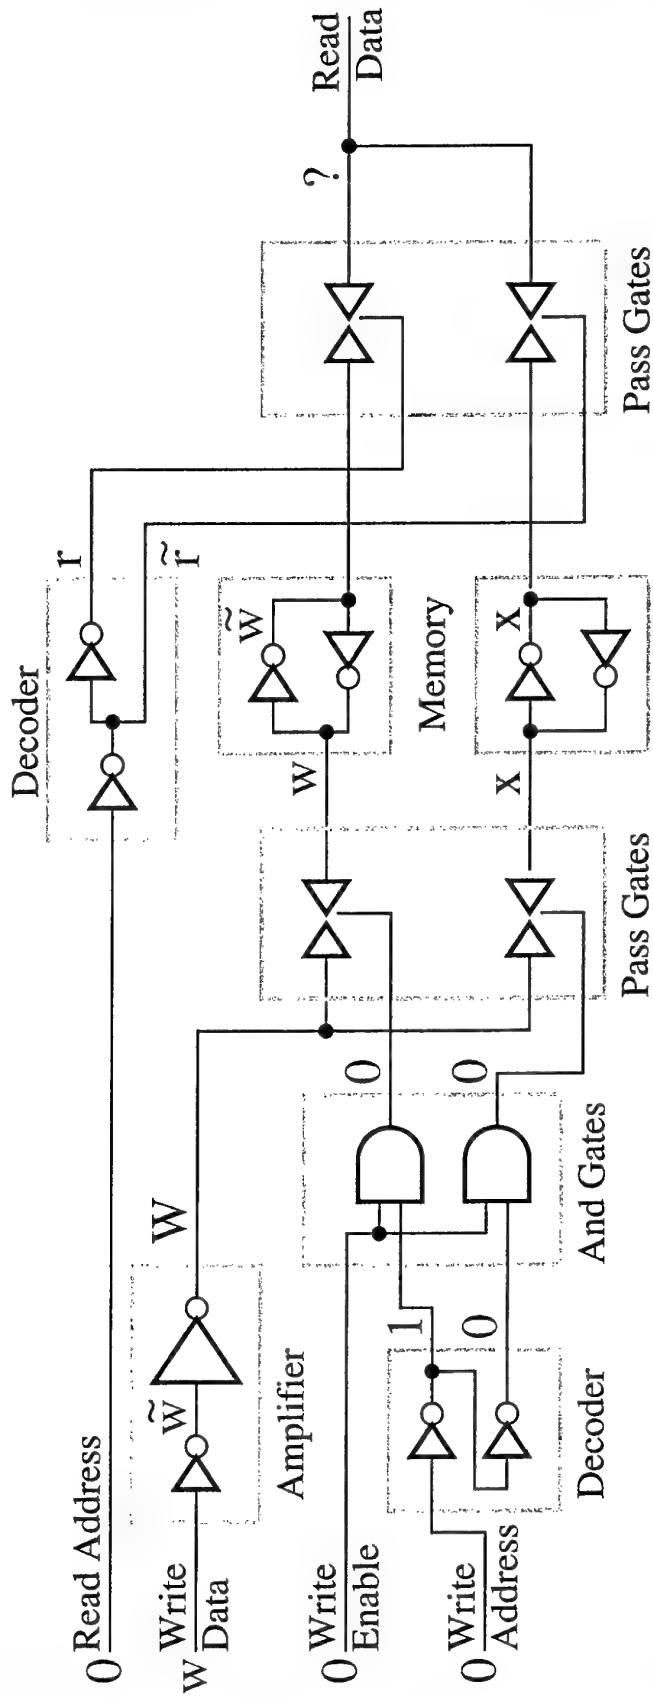 Decoder
r
r̃
0 Read Address
w Write
Data
w̃
W
Amplifier
0 Write
Enable
0 Write
Address
Decoder
1
0
And Gates
0
0
Pass Gates
w
w̃
x
x
Memory
Pass Gates
?
Read
Data